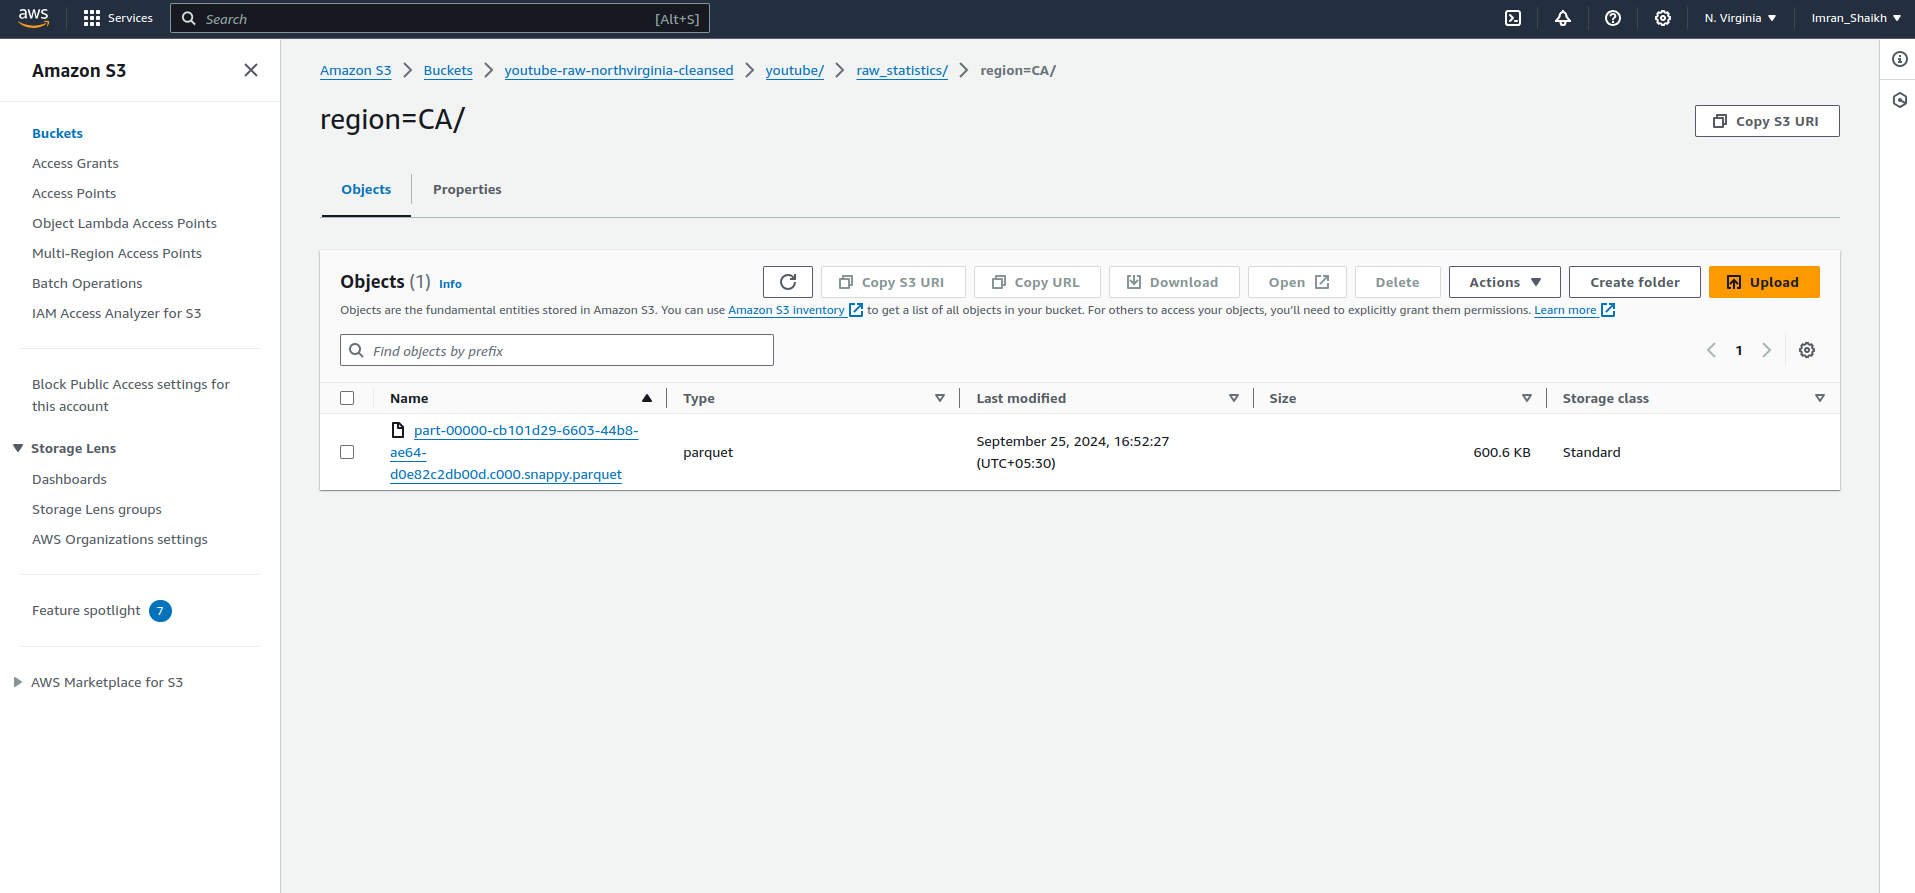 aws
Services
Search
[Alt+S]
N. Virginia
Imran_Shaikh
Amazon S3
Buckets
Access Grants
Access Points
Object Lambda Access Points
Multi-Region Access Points
Batch Operations
IAM Access Analyzer for S3
Block Public Access settings for
this account
Storage Lens
Dashboards
Storage Lens groups
AWS Organizations settings
Feature spotlight 7
AWS Marketplace for S3
Amazon S3 Buckets youtube-raw-northvirginia-cleansed youtube/ raw_statistics/ region=CA/
region=CA/
Copy S3 URI
Objects Properties
Objects (1) Info
Copy S3 URI Copy URL Download Open Delete Actions Create folder Upload
Objects are the fundamental entities stored in Amazon S3. You can use Amazon S3 inventory to get a list of all objects in your bucket. For others to access your objects, you'll need to explicitly grant them permissions. Learn more
Find objects by prefix
1
Name Type Last modified Size Storage class
part-00000-cb101d29-6603-44b8-
ae64-
d0e82c2db00d.c000.snappy.parquet
parquet
September 25, 2024, 16:52:27
(UTC+05:30)
600.6 KB
Standard